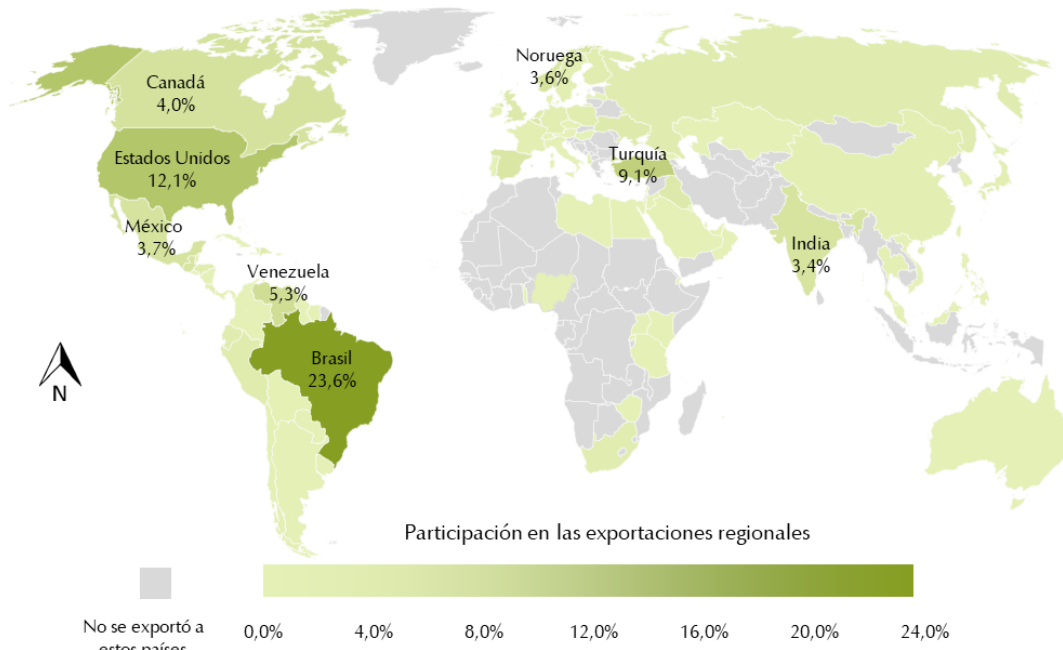 Noruega
3,6%
Canadá
4,0%
Estados Unidos
12,1%
Turquía
9,1%
México
3,7%
India
3,4%
Venezuela
5,3%
Brasil
23,6%
N
Participación en las exportaciones regionales
No se exportó a
estos países
0,0% 4,0% 8,0% 12,0% 16,0% 20,0% 24,0%